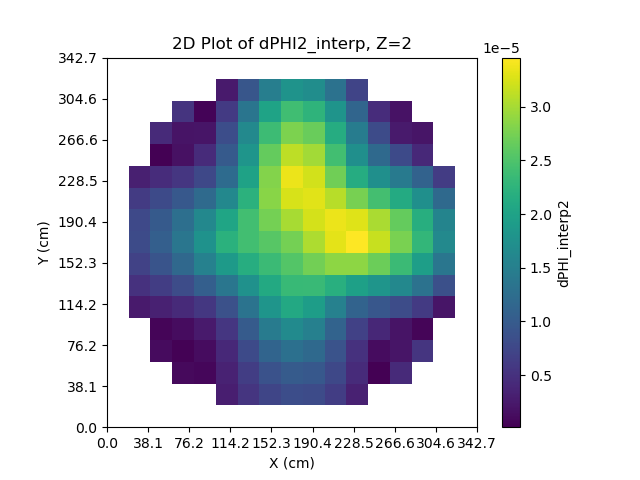 2D Plot of dPHI2_interp, Z=2
1e−5
342.7
304.6
266.6
228.5
190.4
152.3
114.2
76.2
38.1
0.0
Y (cm)
0.0 38.1 76.2 114.2 152.3 190.4 228.5 266.6 304.6 342.7
X (cm)
3.0
2.5
2.0
1.5
1.0
0.5
dPHI_interp2